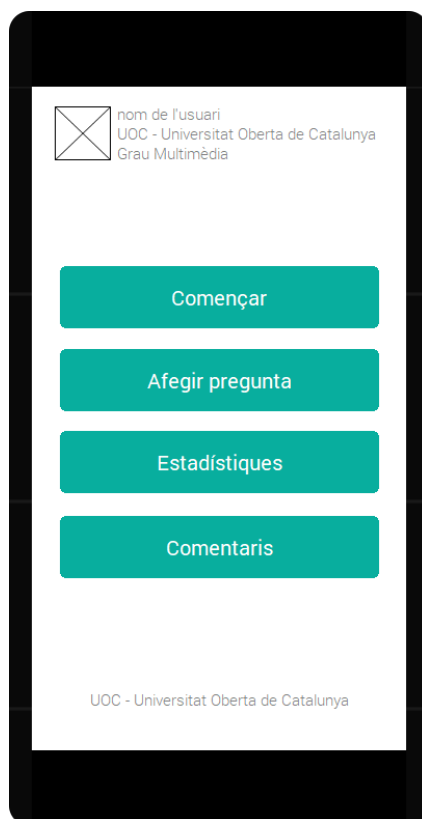 nom de l'usuari
UOC - Universitat Oberta de Catalunya
Grau Multimèdia
Començar
Afegir pregunta
Estadístiques
Comentaris
UOC - Universitat Oberta de Catalunya